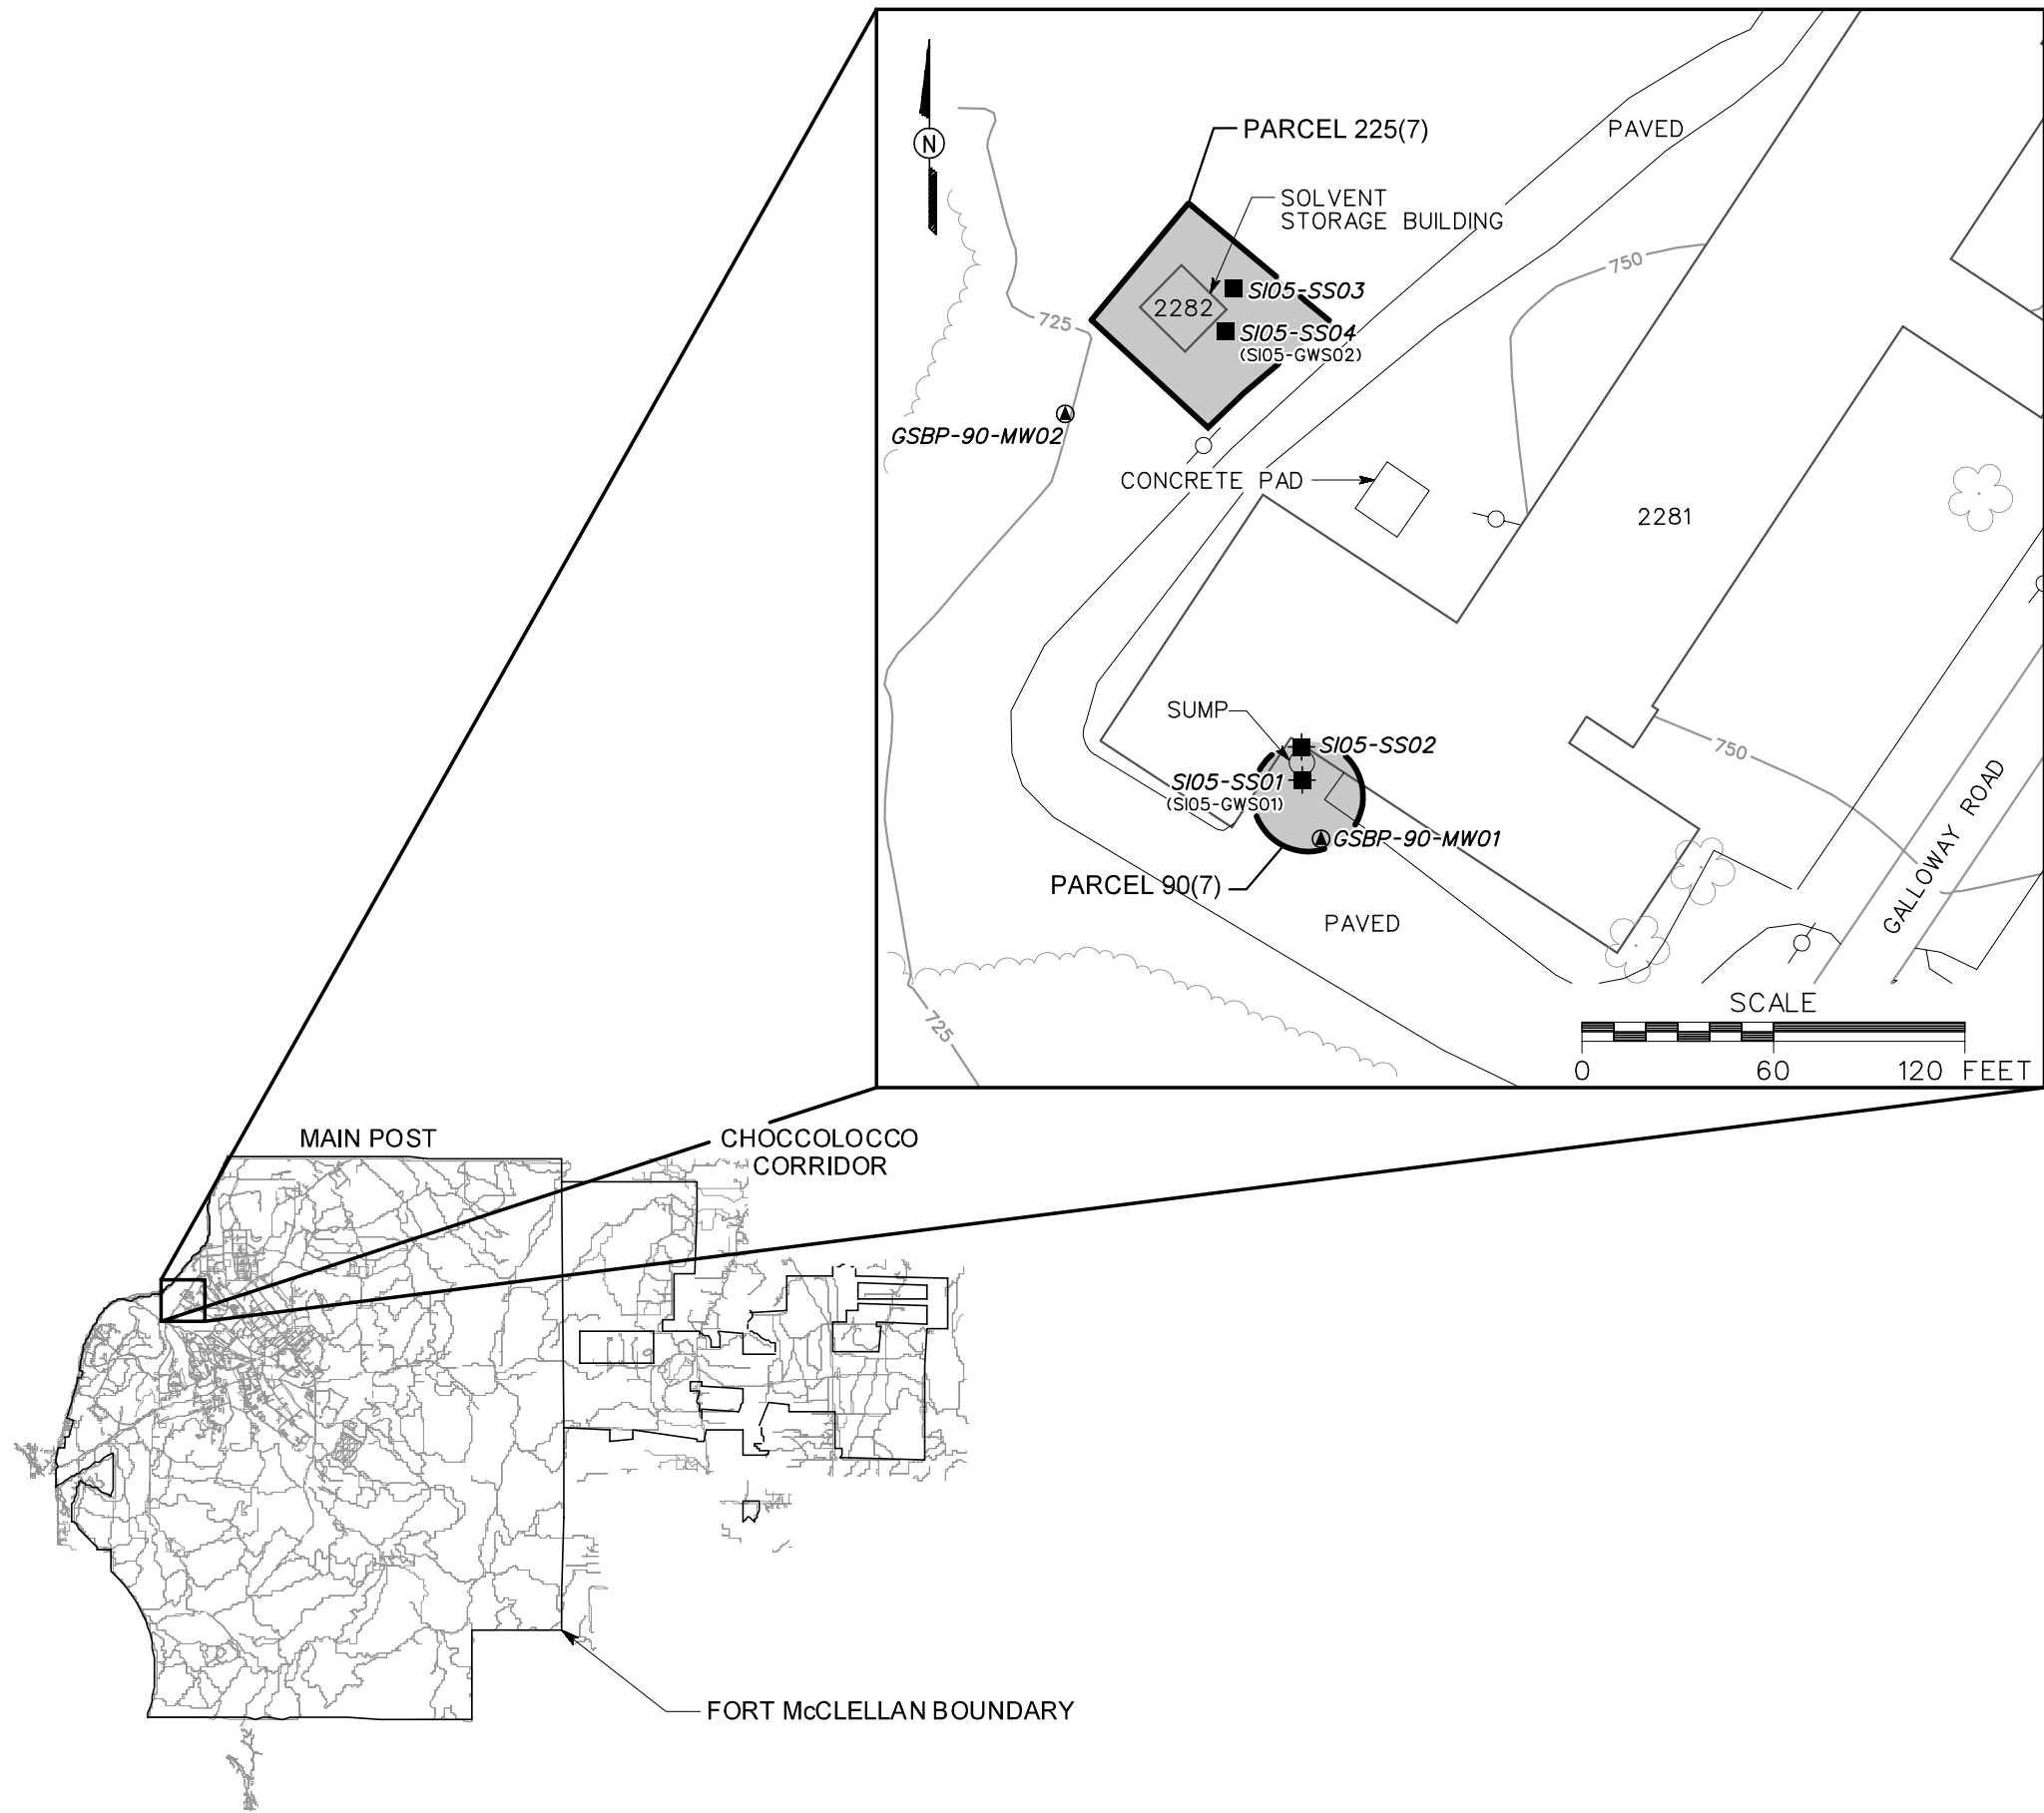 PARCEL 225(7)
PAVED
N
SOLVENT
STORAGE BUILDING
750
SI05-SS03
2282
725
SI05-SS04
(SI05-GWS02)
GSBP-90-MW02
CONCRETE PAD
2281
SUMP
SI05-SS02
750
SI05-SS01
(SI05-GWS01)
GSBP-90-MW01
GALLOWAY ROAD
PARCEL 90(7)
PAVED
SCALE
725
0 60 120 FEET
MAIN POST
CHOCCOLOCCO
CORRIDOR
FORT McCLELLAN BOUNDARY